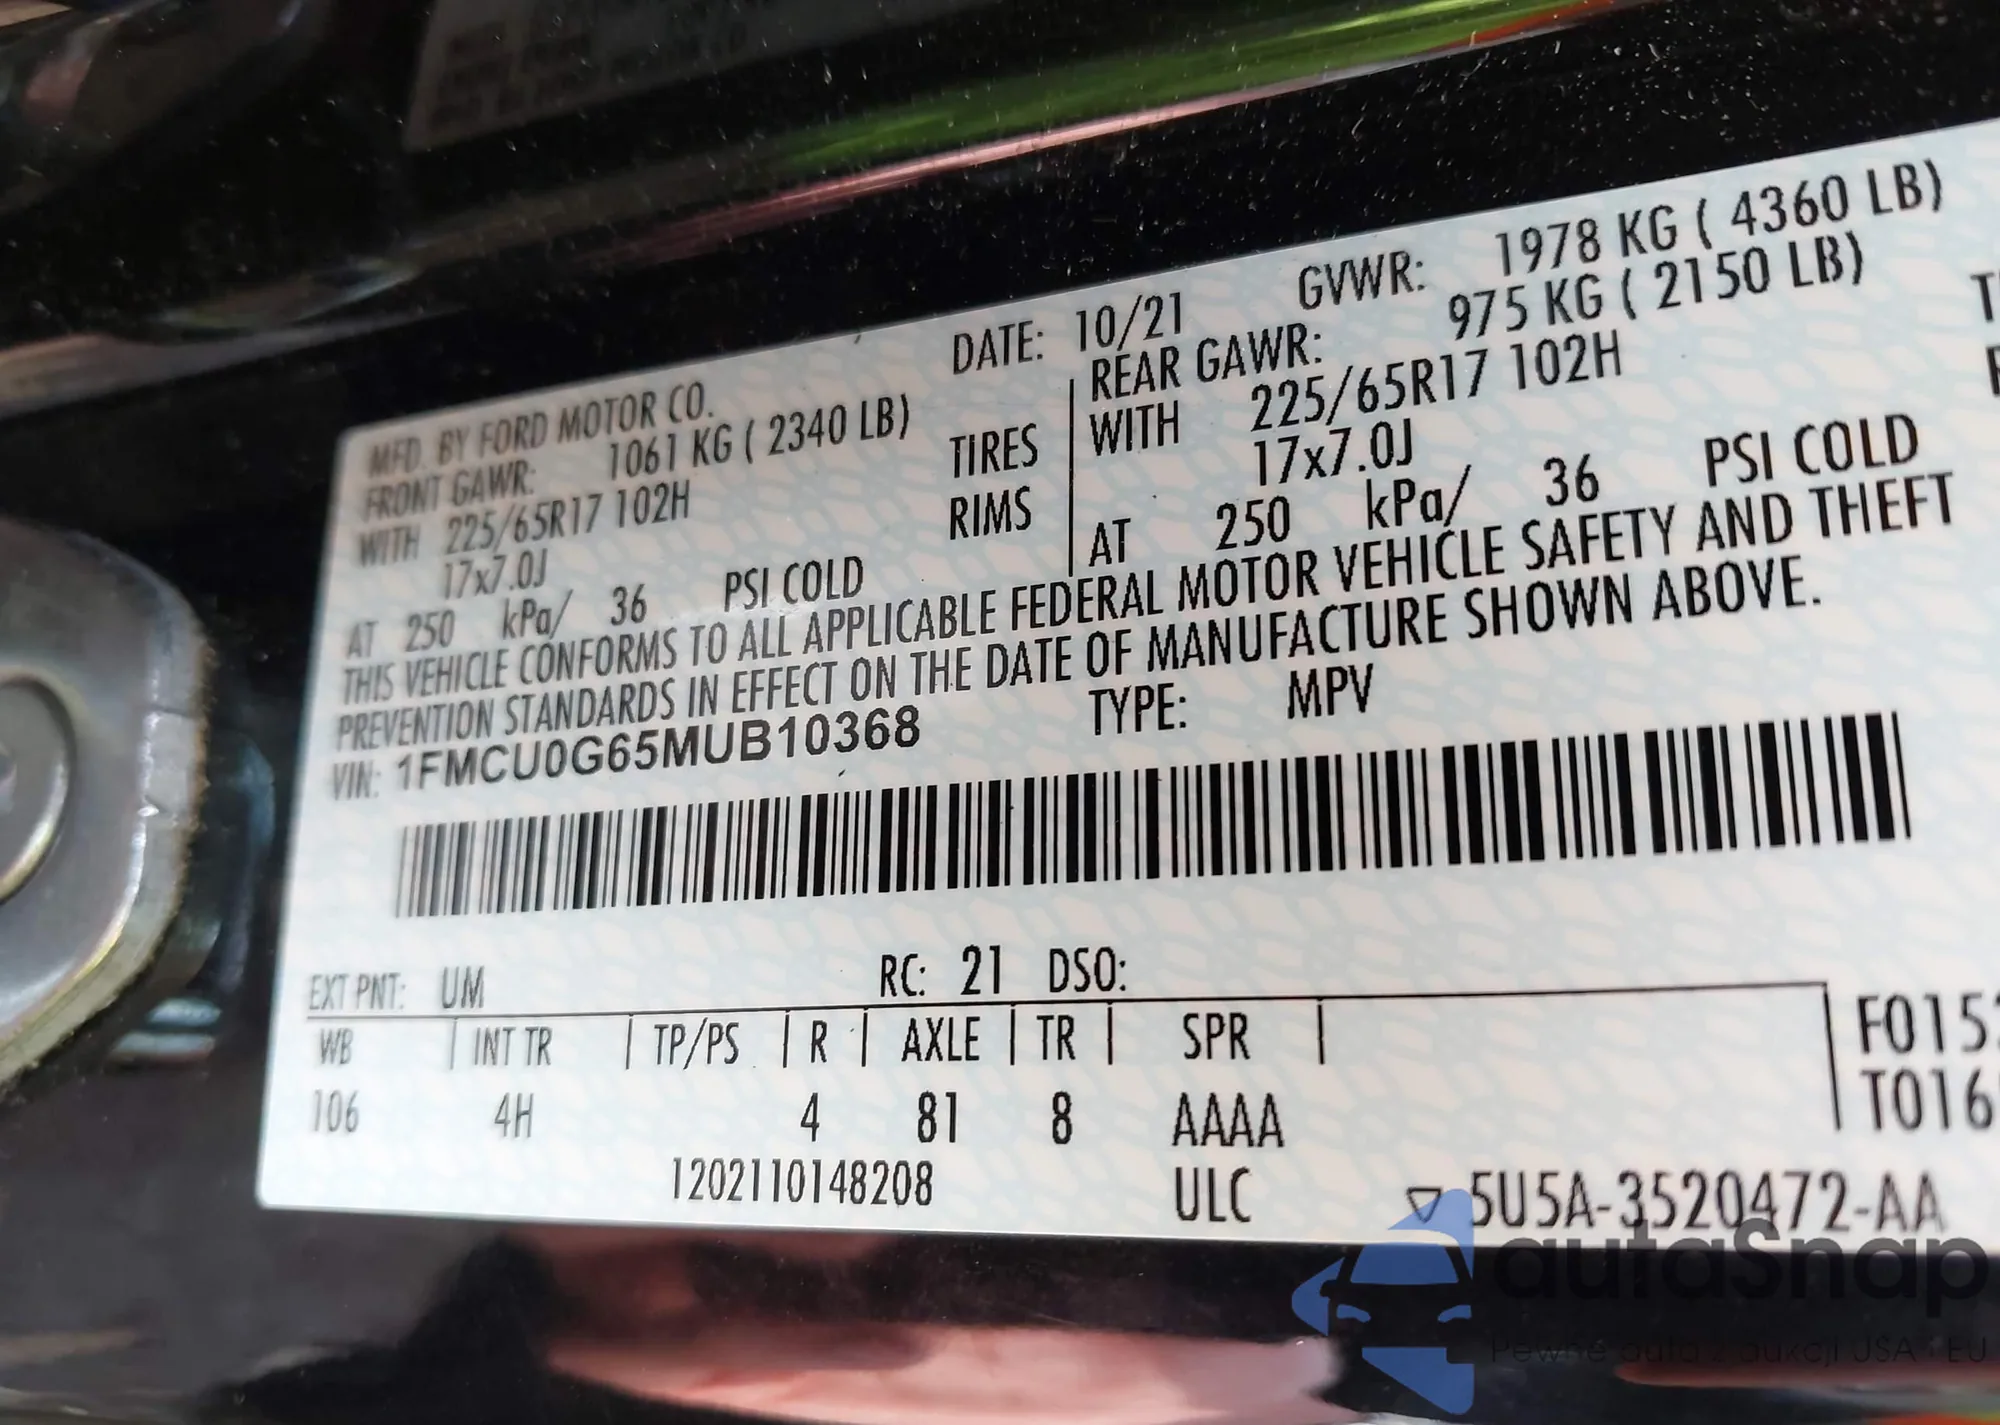 MFD. BY FORD MOTOR CO. DATE: 10/21 GVWR: 1978 KG ( 4360 LB)
FRONT GAWR: 1061 KG ( 2340 LB) REAR GAWR: 975 KG ( 2150 LB)
WITH 225/65R17 102H TIRES WITH 225/65R17 102H
17x7.0J RIMS 17x7.0J
AT 250 kPa/ 36 PSI COLD AT 250 kPa/ 36 PSI COLD
THIS VEHICLE CONFORMS TO ALL APPLICABLE FEDERAL MOTOR VEHICLE SAFETY AND THEFT
PREVENTION STANDARDS IN EFFECT ON THE DATE OF MANUFACTURE SHOWN ABOVE.
VIN: 1FMCU0G65MUB10368 TYPE: MPV
EXT PNT: UM RC: 21 DSO:
WB | INT TR | TP/PS | R | AXLE | TR | SPR |
106 4H 4 81 8 AAAA
1202110148208 ULC ▽ 5U5A-3520472-AA
autaSnap
Pewne auta z aukcji USA i EU